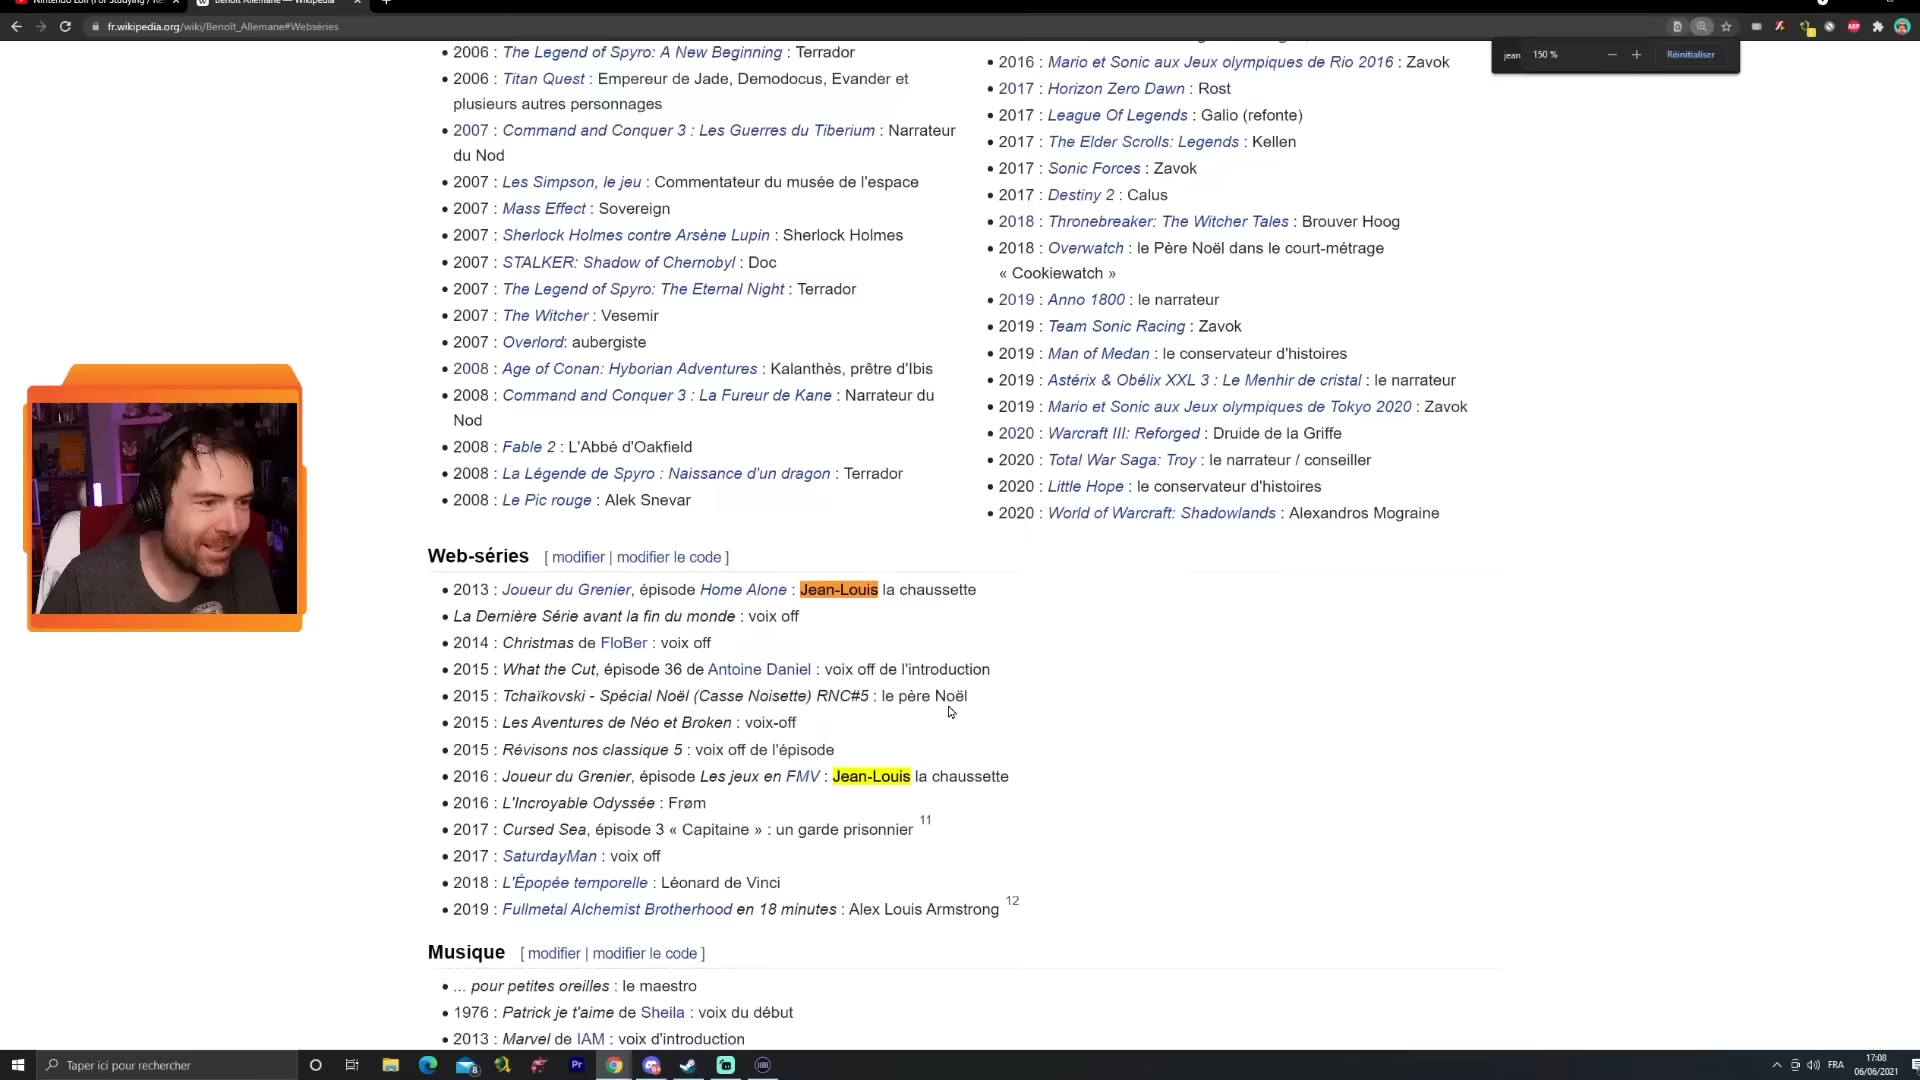 Benoît Allemane — Wikipédia
fr.wikipedia.org/wiki/Benoît_Allemane#Webséries
jean 150 % Réinitialiser
• 2006 : The Legend of Spyro: A New Beginning : Terrador
• 2006 : Titan Quest : Empereur de Jade, Demodocus, Evander et
plusieurs autres personnages
• 2007 : Command and Conquer 3 : Les Guerres du Tiberium : Narrateur
du Nod
• 2007 : Les Simpson, le jeu : Commentateur du musée de l'espace
• 2007 : Mass Effect : Sovereign
• 2007 : Sherlock Holmes contre Arsène Lupin : Sherlock Holmes
• 2007 : STALKER: Shadow of Chernobyl : Doc
• 2007 : The Legend of Spyro: The Eternal Night : Terrador
• 2007 : The Witcher : Vesemir
• 2007 : Overlord: aubergiste
• 2008 : Age of Conan: Hyborian Adventures : Kalanthès, prêtre d'Ibis
• 2008 : Command and Conquer 3 : La Fureur de Kane : Narrateur du
Nod
• 2008 : Fable 2 : L'Abbé d'Oakfield
• 2008 : La Légende de Spyro : Naissance d'un dragon : Terrador
• 2008 : Le Pic rouge : Alek Snevar
• 2016 : Mario et Sonic aux Jeux olympiques de Rio 2016 : Zavok
• 2017 : Horizon Zero Dawn : Rost
• 2017 : League Of Legends : Galio (refonte)
• 2017 : The Elder Scrolls: Legends : Kellen
• 2017 : Sonic Forces : Zavok
• 2017 : Destiny 2 : Calus
• 2018 : Thronebreaker: The Witcher Tales : Brouver Hoog
• 2018 : Overwatch : le Père Noël dans le court-métrage
« Cookiewatch »
• 2019 : Anno 1800 : le narrateur
• 2019 : Team Sonic Racing : Zavok
• 2019 : Man of Medan : le conservateur d'histoires
• 2019 : Astérix & Obélix XXL 3 : Le Menhir de cristal : le narrateur
• 2019 : Mario et Sonic aux Jeux olympiques de Tokyo 2020 : Zavok
• 2020 : Warcraft III: Reforged : Druide de la Griffe
• 2020 : Total War Saga: Troy : le narrateur / conseiller
• 2020 : Little Hope : le conservateur d'histoires
• 2020 : World of Warcraft: Shadowlands : Alexandros Mograine
Web-séries [ modifier | modifier le code ]
• 2013 : Joueur du Grenier, épisode Home Alone : Jean-Louis la chaussette
• La Dernière Série avant la fin du monde : voix off
• 2014 : Christmas de FloBer : voix off
• 2015 : What the Cut, épisode 36 de Antoine Daniel : voix off de l'introduction
• 2015 : Tchaïkovski - Spécial Noël (Casse Noisette) RNC#5 : le père Noël
• 2015 : Les Aventures de Néo et Broken : voix-off
• 2015 : Révisons nos classique 5 : voix off de l'épisode
• 2016 : Joueur du Grenier, épisode Les jeux en FMV : Jean-Louis la chaussette
• 2016 : L'Incroyable Odyssée : Frøm
• 2017 : Cursed Sea, épisode 3 « Capitaine » : un garde prisonnier 11
• 2017 : SaturdayMan : voix off
• 2018 : L'Épopée temporelle : Léonard de Vinci
• 2019 : Fullmetal Alchemist Brotherhood en 18 minutes : Alex Louis Armstrong 12
Musique [ modifier | modifier le code ]
• ... pour petites oreilles : le maestro
• 1976 : Patrick je t'aime de Sheila : voix du début
• 2013 : Marvel de IAM : voix d'introduction
Taper ici pour rechercher
Pr
FRA
17:08
06/06/2021